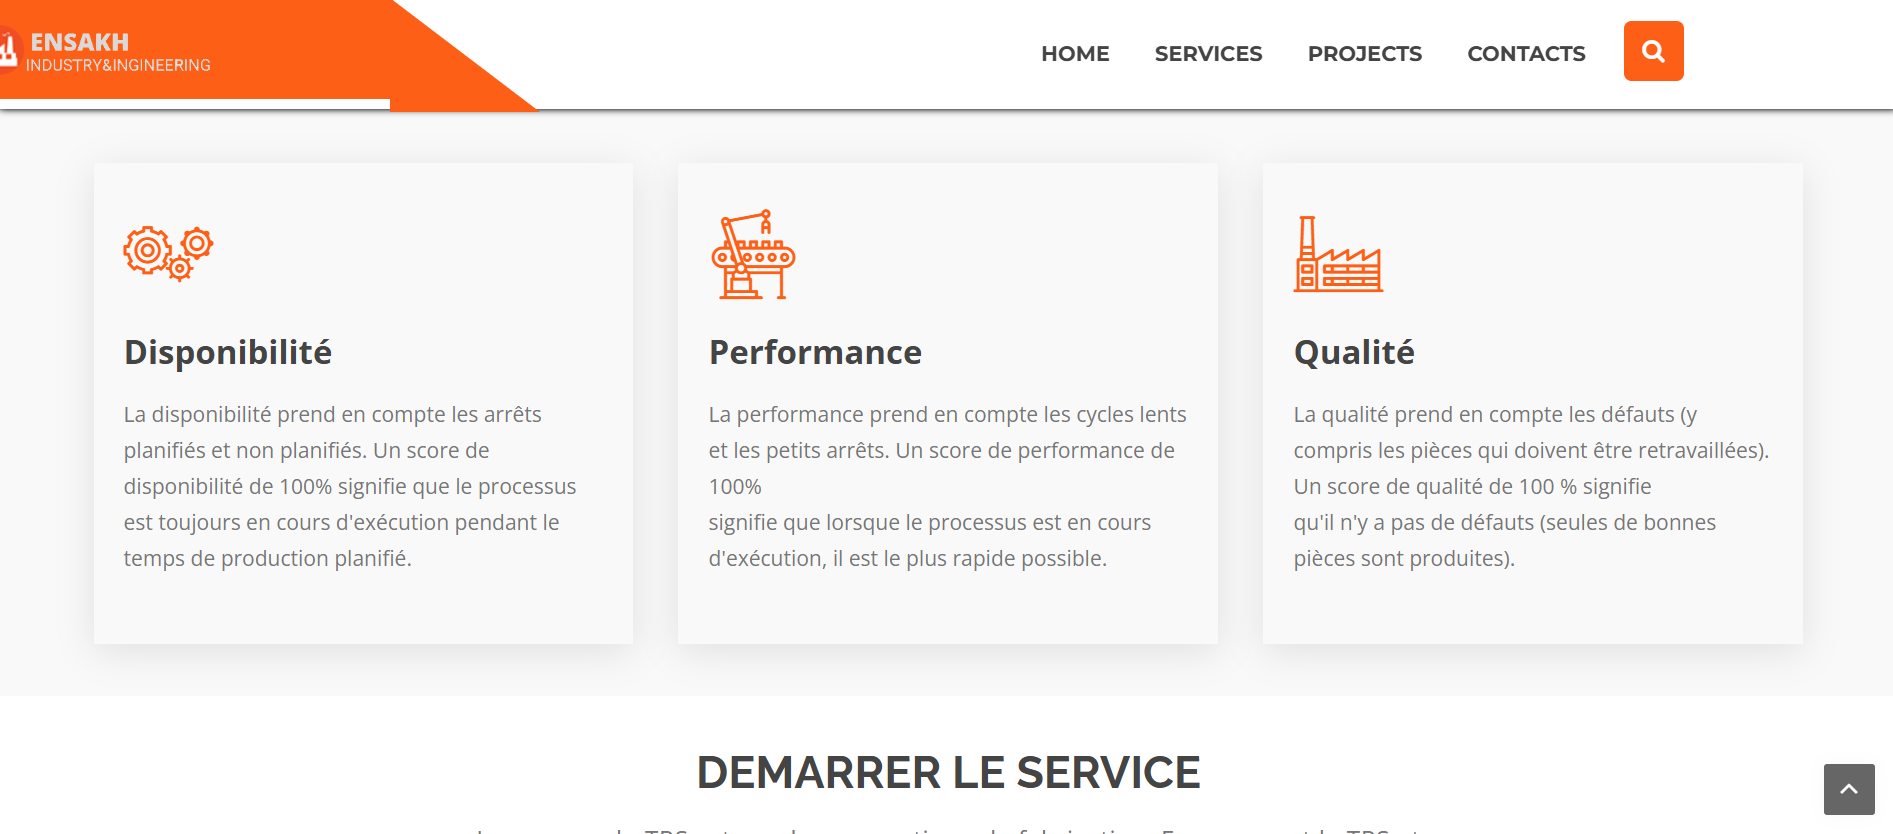 ENSAKH
INDUSTRY&INGINEERING
HOME SERVICES PROJECTS CONTACTS
Disponibilité
La disponibilité prend en compte les arrêts
planifiés et non planifiés. Un score de
disponibilité de 100% signifie que le processus
est toujours en cours d'exécution pendant le
temps de production planifié.
Performance
La performance prend en compte les cycles lents
et les petits arrêts. Un score de performance de
100%
signifie que lorsque le processus est en cours
d'exécution, il est le plus rapide possible.
Qualité
La qualité prend en compte les défauts (y
compris les pièces qui doivent être retravaillées).
Un score de qualité de 100 % signifie
qu'il n'y a pas de défauts (seules de bonnes
pièces sont produites).
DEMARRER LE SERVICE